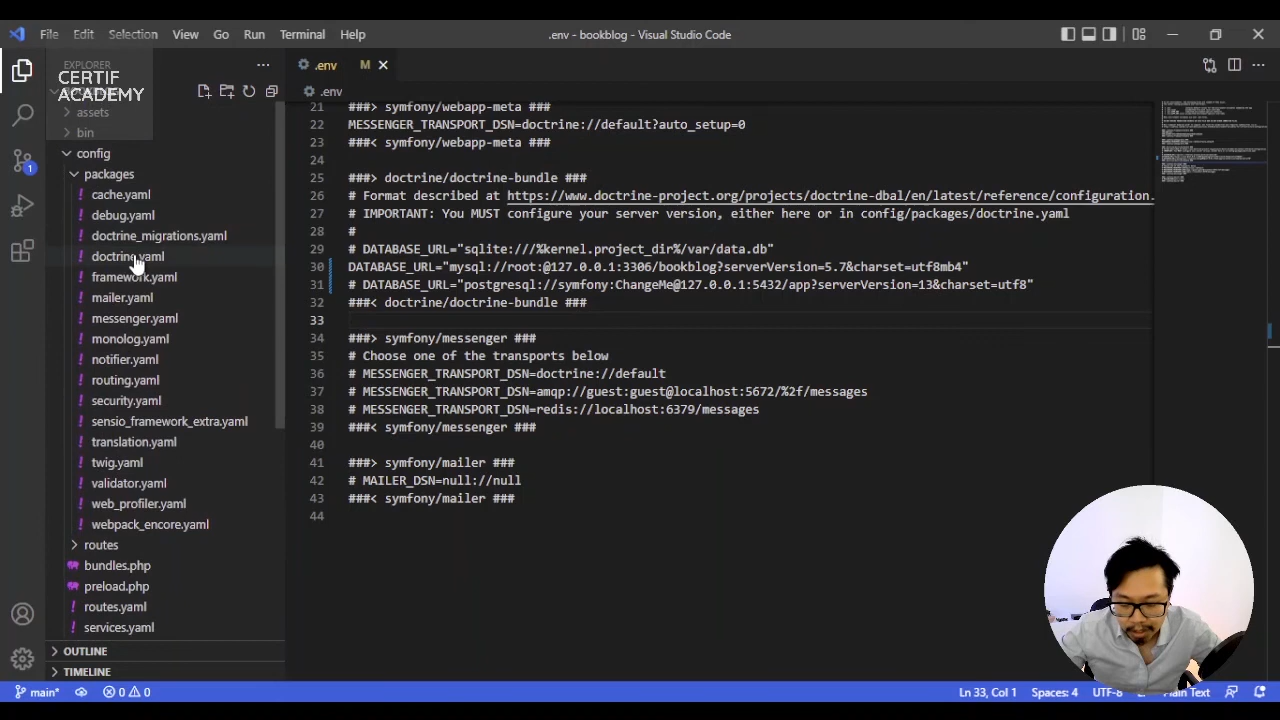 File Edit Selection View Go Run Terminal Help
.env - bookblog - Visual Studio Code
EXPLORER
CERTIF
ACADEMY
assets
bin
config
packages
cache.yaml
debug.yaml
doctrine_migrations.yaml
doctrine.yaml
framework.yaml
mailer.yaml
messenger.yaml
monolog.yaml
notifier.yaml
routing.yaml
security.yaml
sensio_framework_extra.yaml
translation.yaml
twig.yaml
validator.yaml
web_profiler.yaml
webpack_encore.yaml
routes
bundles.php
preload.php
routes.yaml
services.yaml
OUTLINE
TIMELINE
.env M
.env
21 ###> symfony/webapp-meta ###
22 MESSENGER_TRANSPORT_DSN=doctrine://default?auto_setup=0
23 ###< symfony/webapp-meta ###
24
25 ###> doctrine/doctrine-bundle ###
26 # Format described at https://www.doctrine-project.org/projects/doctrine-dbal/en/latest/reference/configuration.
27 # IMPORTANT: You MUST configure your server version, either here or in config/packages/doctrine.yaml
28 #
29 # DATABASE_URL="sqlite:///%kernel.project_dir%/var/data.db"
30 DATABASE_URL="mysql://root:@127.0.0.1:3306/bookblog?serverVersion=5.7&charset=utf8mb4"
31 # DATABASE_URL="postgresql://symfony:ChangeMe@127.0.0.1:5432/app?serverVersion=13&charset=utf8"
32 ###< doctrine/doctrine-bundle ###
33
34 ###> symfony/messenger ###
35 # Choose one of the transports below
36 # MESSENGER_TRANSPORT_DSN=doctrine://default
37 # MESSENGER_TRANSPORT_DSN=amqp://guest:guest@localhost:5672/%2f/messages
38 # MESSENGER_TRANSPORT_DSN=redis://localhost:6379/messages
39 ###< symfony/messenger ###
40
41 ###> symfony/mailer ###
42 # MAILER_DSN=null://null
43 ###< symfony/mailer ###
44
1
main* 0 0
Ln 33, Col 1 Spaces: 4 UTF-8 Plain Text